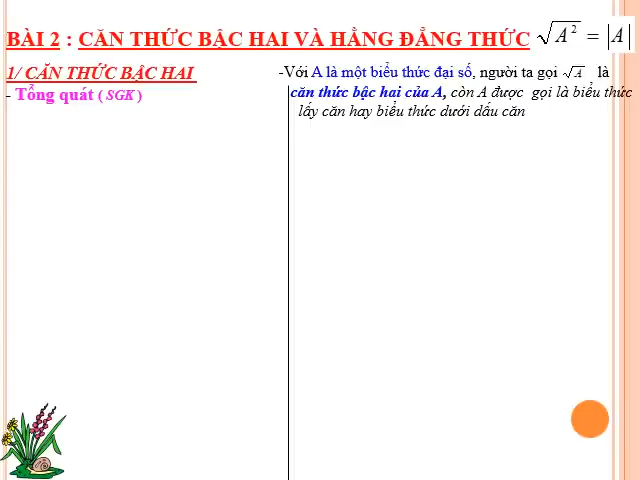 BÀI 2 : CĂN THỨC BẬC HAI VÀ HẰNG ĐẲNG THỨC √A² = |A|
1/ CĂN THỨC BẬC HAI
- Tổng quát ( SGK )
-Với A là một biểu thức đại số, người ta gọi √A , là
căn thức bậc hai của A, còn A được gọi là biểu thức
lấy căn hay biểu thức dưới dấu căn